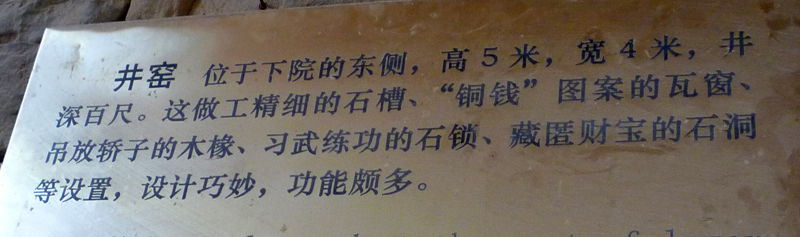 井窑 位于下院的东侧，高5米，宽4米，井
深百尺。这做工精细的石槽、“铜钱”图案的瓦窗、
吊放轿子的木椽、习武练功的石锁、藏匿财宝的石洞
等设置，设计巧妙，功能颇多。